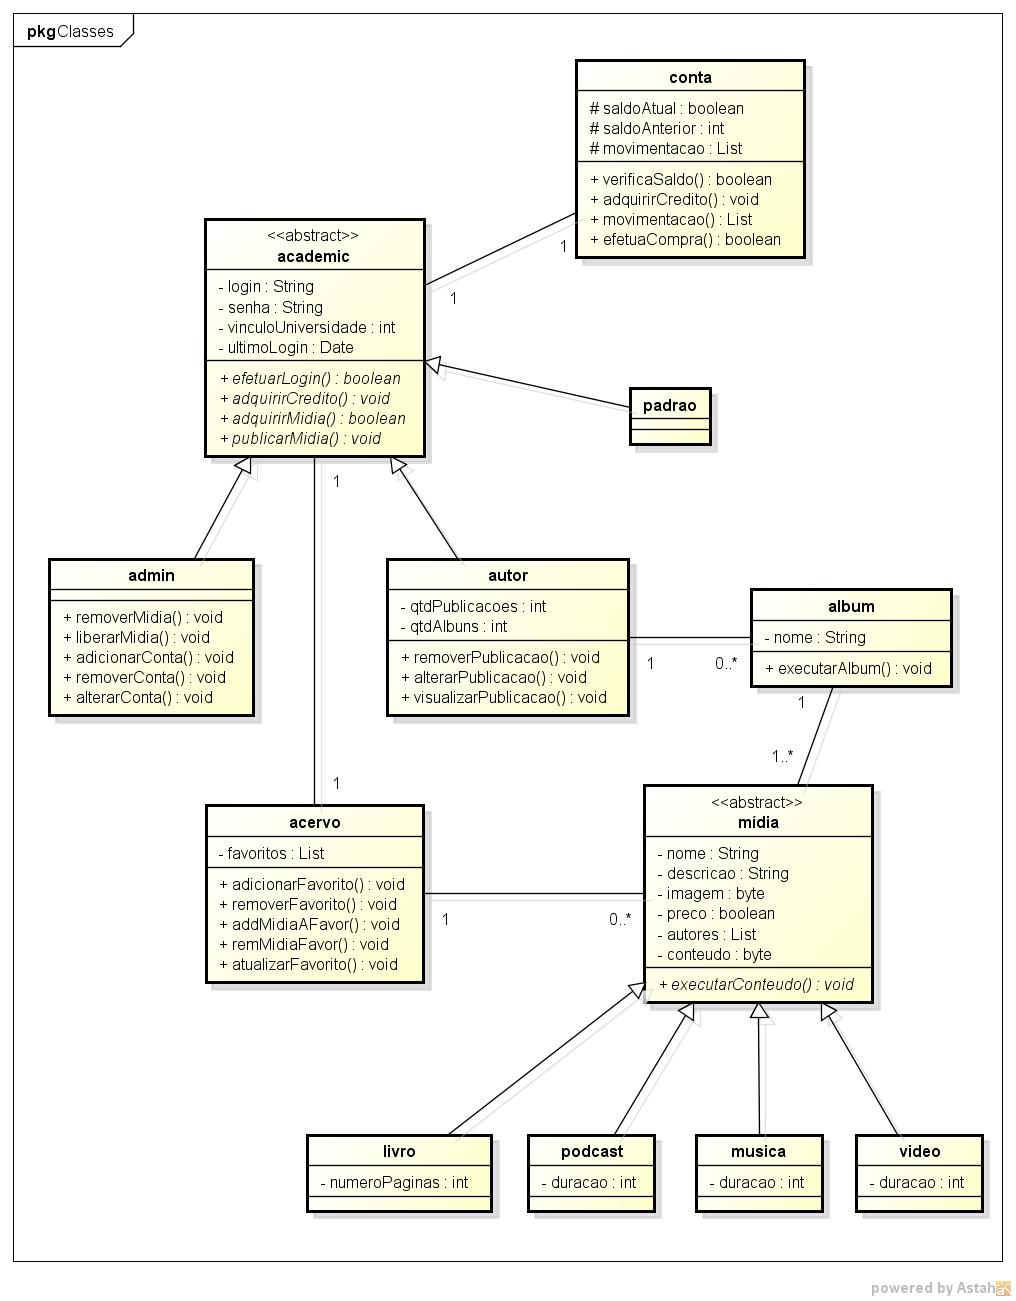 pkg Classes
conta
# saldoAtual : boolean
# saldoAnterior : int
# movimentacao : List
+ verificaSaldo() : boolean
+ adquirirCredito() : void
+ movimentacao() : List
+ efetuaCompra() : boolean
1
1
<<abstract>>
academic
- login : String
- senha : String
- vinculoUniversidade : int
- ultimoLogin : Date
+ efetuarLogin() : boolean
+ adquirirCredito() : void
+ adquirirMidia() : boolean
+ publicarMidia() : void
padrao
1
admin
+ removerMidia() : void
+ liberarMidia() : void
+ adicionarConta() : void
+ removerConta() : void
+ alterarConta() : void
autor
- qtdPublicacoes : int
- qtdAlbuns : int
+ removerPublicacao() : void
+ alterarPublicacao() : void
+ visualizarPublicacao() : void
1
0..*
album
- nome : String
+ executarAlbum() : void
1
1..*
1
acervo
- favoritos : List
+ adicionarFavorito() : void
+ removerFavorito() : void
+ addMidiaAFavor() : void
+ remMidiaFavor() : void
+ atualizarFavorito() : void
1
0..*
<<abstract>>
mídia
- nome : String
- descricao : String
- imagem : byte
- preco : boolean
- autores : List
- conteudo : byte
+ executarConteudo() : void
livro
- numeroPaginas : int
podcast
- duracao : int
musica
- duracao : int
video
- duracao : int
powered by Astah